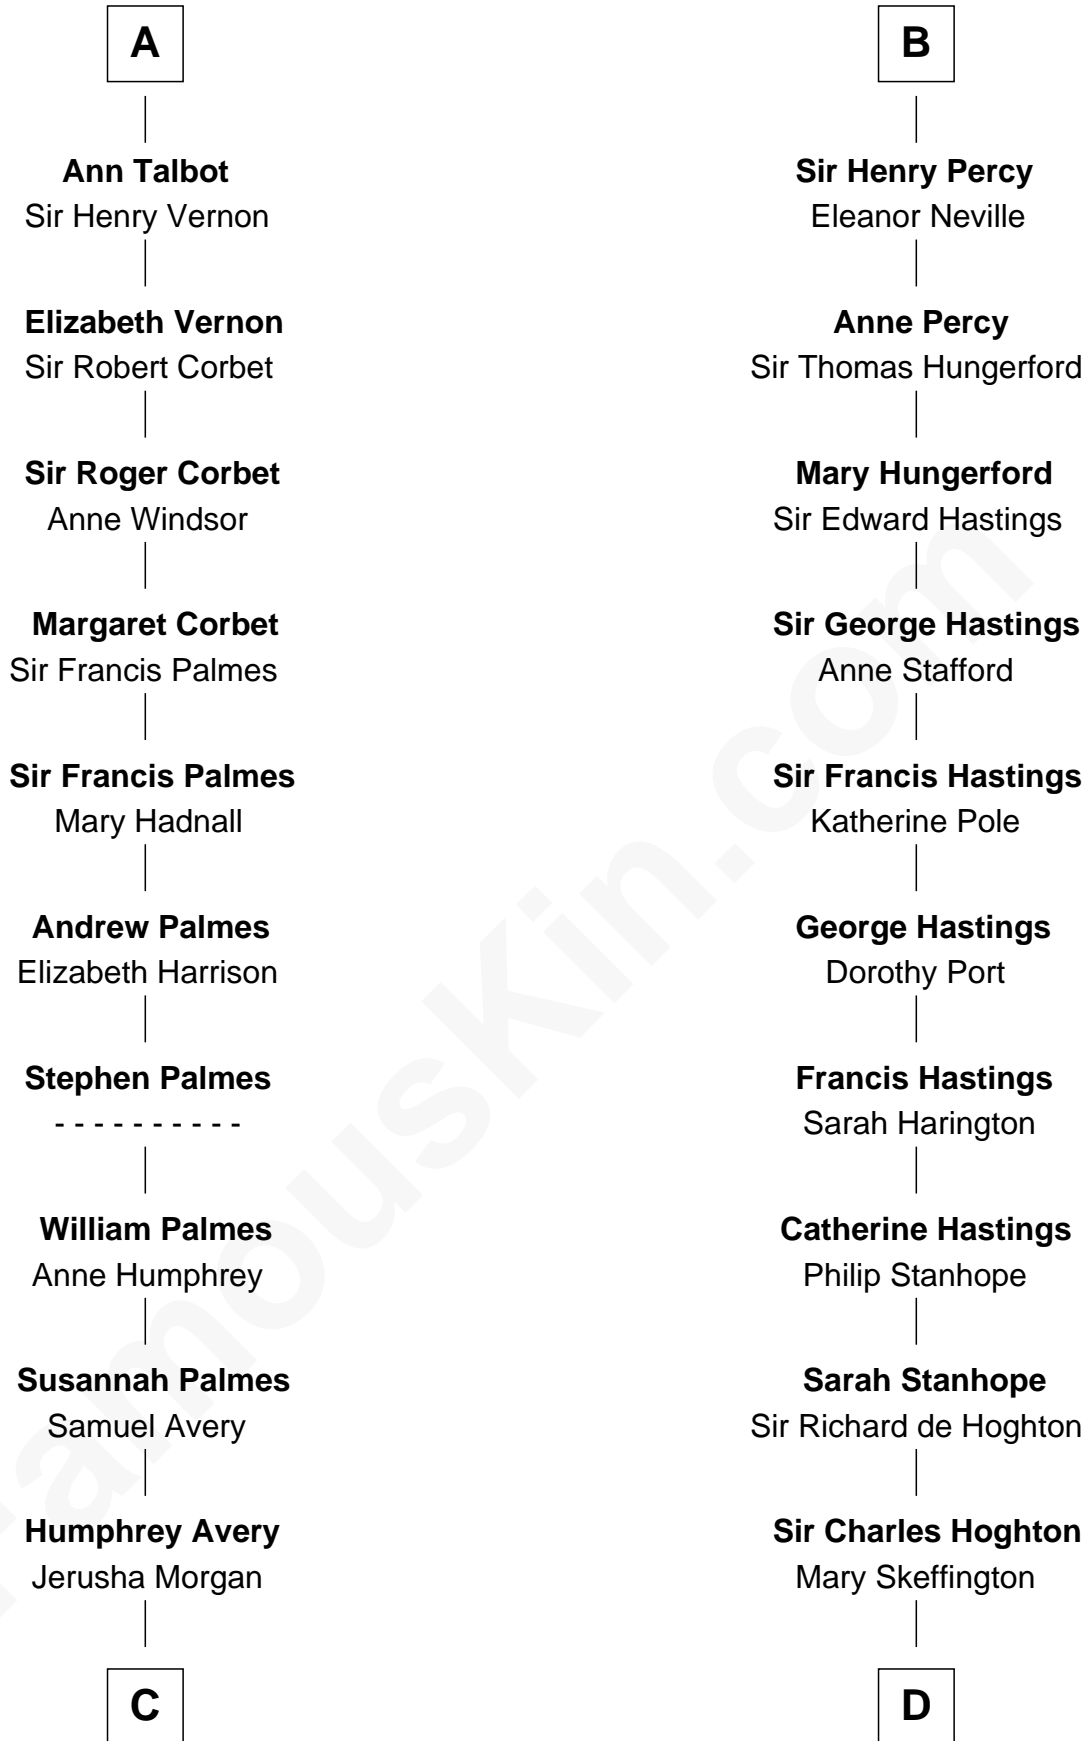 A
Ann Talbot
Sir Henry Vernon
Elizabeth Vernon
Sir Robert Corbet
Sir Roger Corbet
Anne Windsor
Margaret Corbet
Sir Francis Palmes
Sir Francis Palmes
Mary Hadnall
Andrew Palmes
Elizabeth Harrison
Stephen Palmes
- - - - - - - - - -
William Palmes
Anne Humphrey
Susannah Palmes
Samuel Avery
Humphrey Avery
Jerusha Morgan
C
B
Sir Henry Percy
Eleanor Neville
Anne Percy
Sir Thomas Hungerford
Mary Hungerford
Sir Edward Hastings
Sir George Hastings
Anne Stafford
Sir Francis Hastings
Katherine Pole
George Hastings
Dorothy Port
Francis Hastings
Sarah Harington
Catherine Hastings
Philip Stanhope
Sarah Stanhope
Sir Richard de Hoghton
Sir Charles Hoghton
Mary Skeffington
D
FamousKin.com